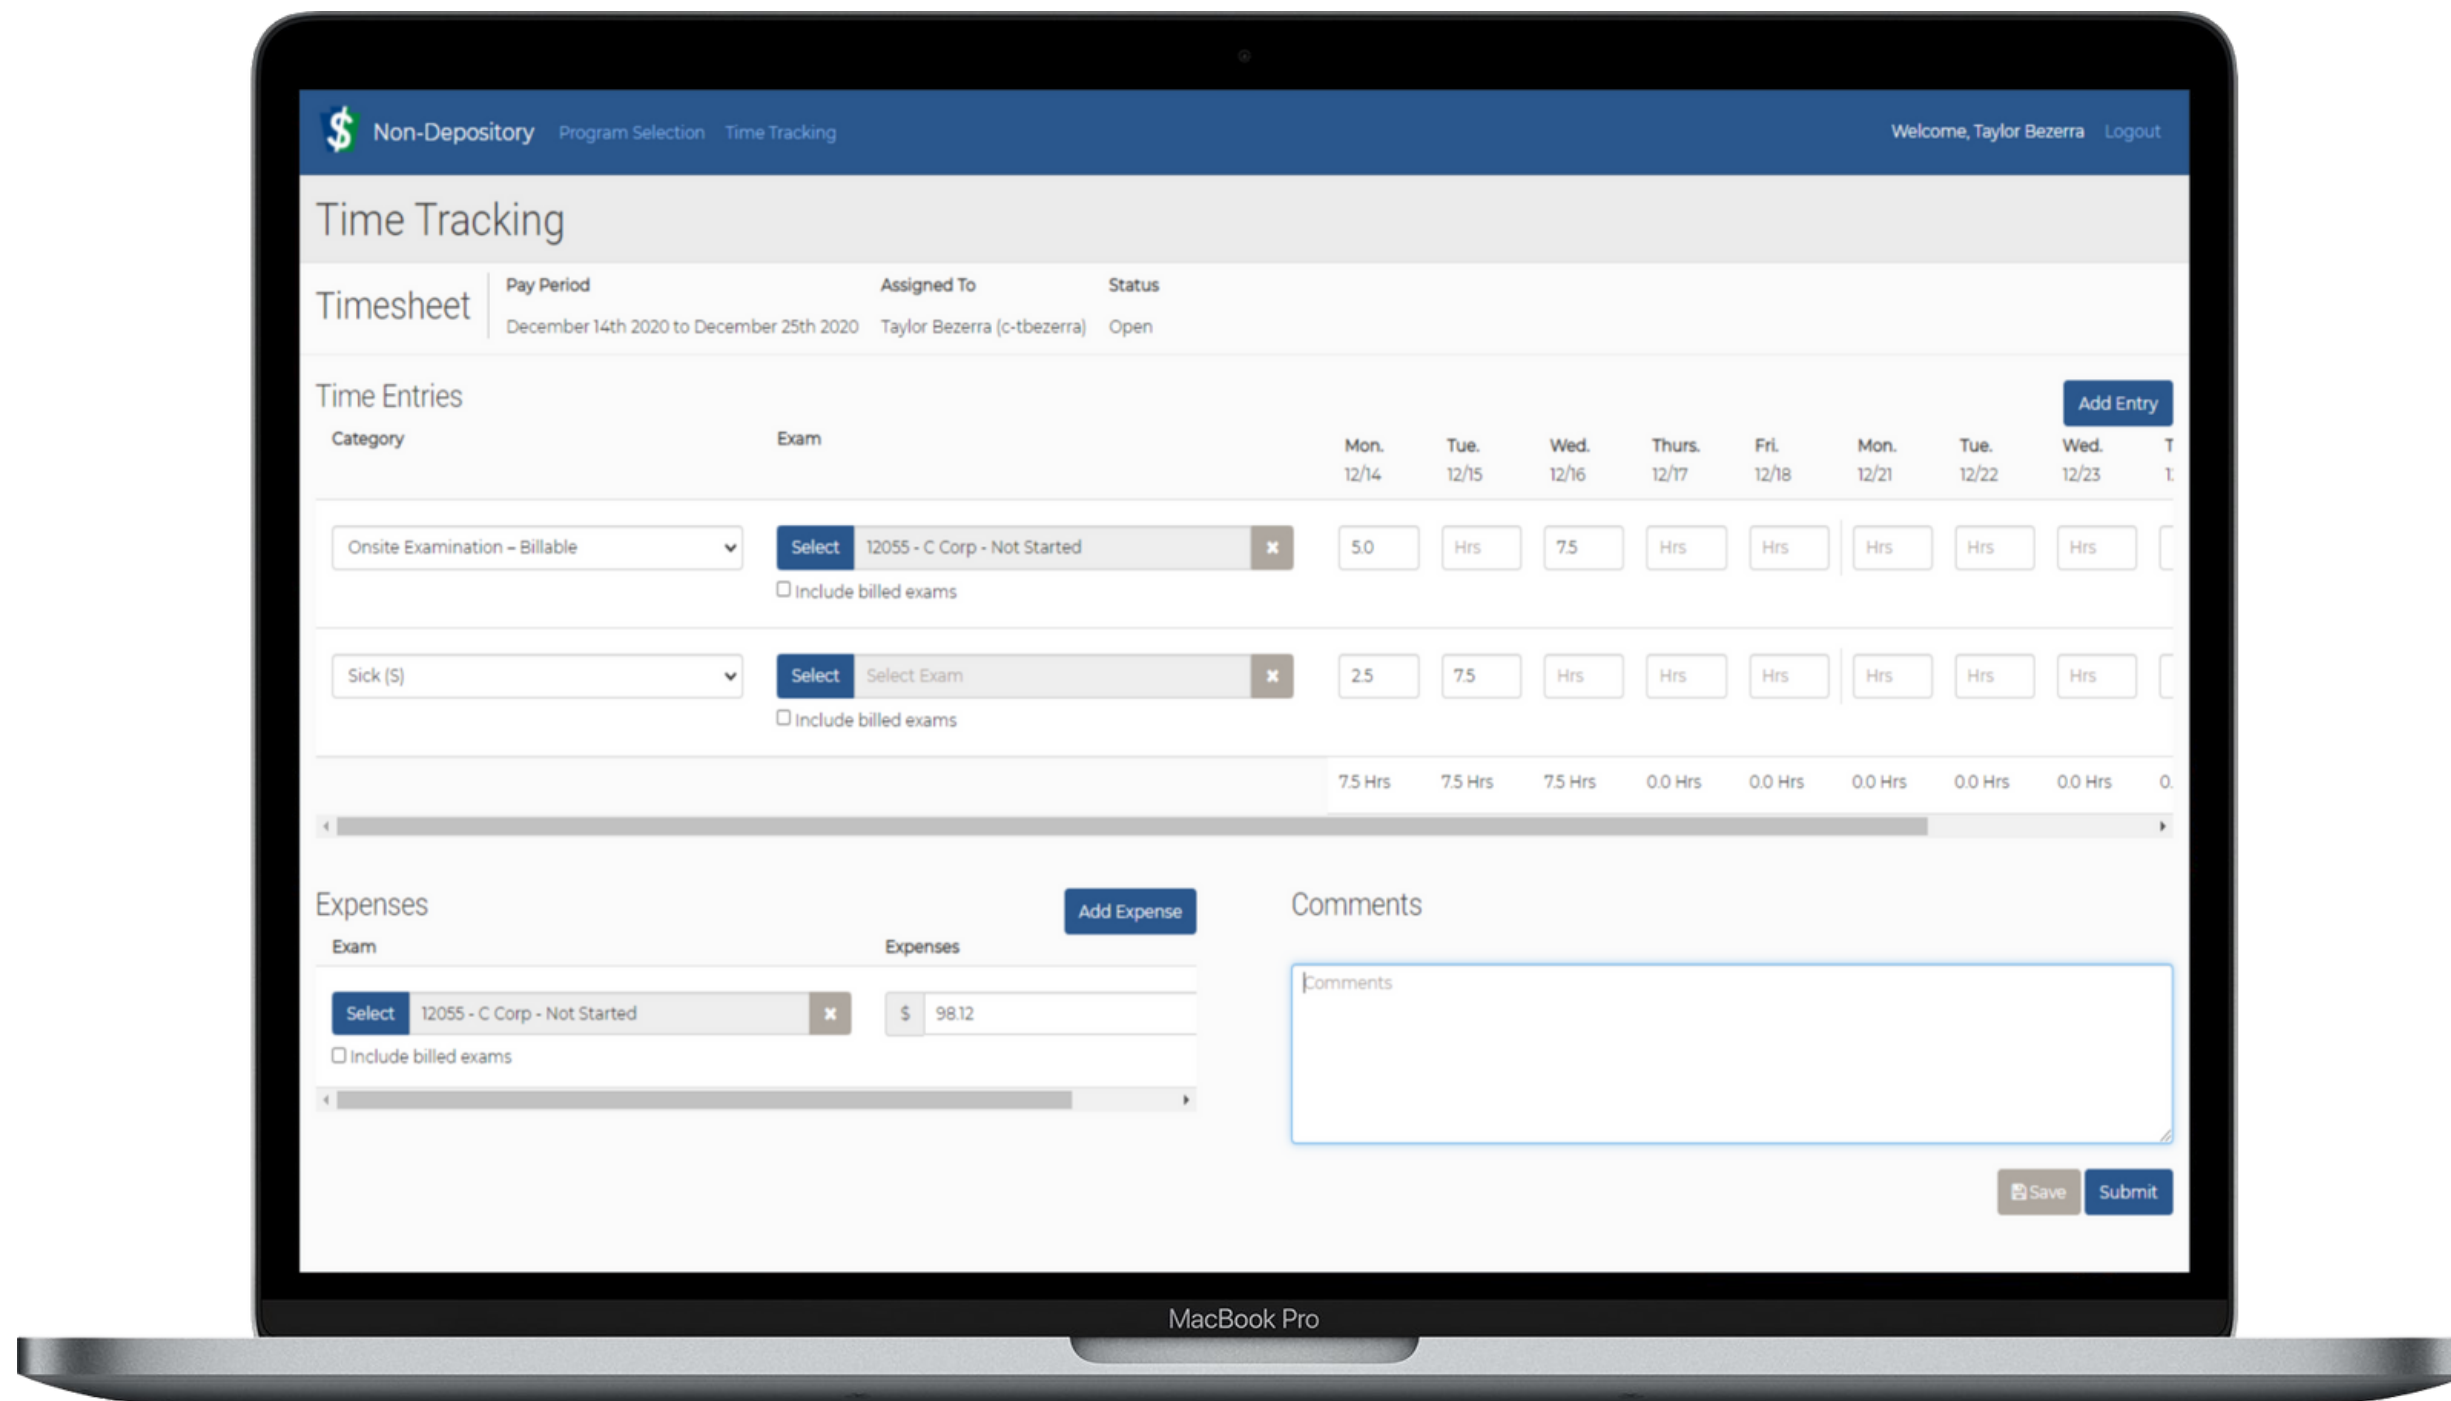 $ Non-Depository Program Selection Time Tracking Welcome, Taylor Bezerra Logout
Time Tracking
Timesheet
Pay Period Assigned To Status
December 14th 2020 to December 25th 2020 Taylor Bezerra (c-tbezerra) Open
Time Entries
Add Entry
Category Exam Mon. Tue. Wed. Thurs. Fri. Mon. Tue. Wed. T
12/14 12/15 12/16 12/17 12/18 12/21 12/22 12/23 1
Onsite Examination – Billable Select 12055 - C Corp - Not Started 5.0 Hrs 7.5 Hrs Hrs Hrs Hrs Hrs
Include billed exams
Sick (S) Select Select Exam 2.5 7.5 Hrs Hrs Hrs Hrs Hrs Hrs
Include billed exams
7.5 Hrs 7.5 Hrs 7.5 Hrs 0.0 Hrs 0.0 Hrs 0.0 Hrs 0.0 Hrs 0.0 Hrs 0.
Expenses
Add Expense
Exam Expenses
Select 12055 - C Corp - Not Started $ 98.12
Include billed exams
Comments
Comments
Save Submit
MacBook Pro